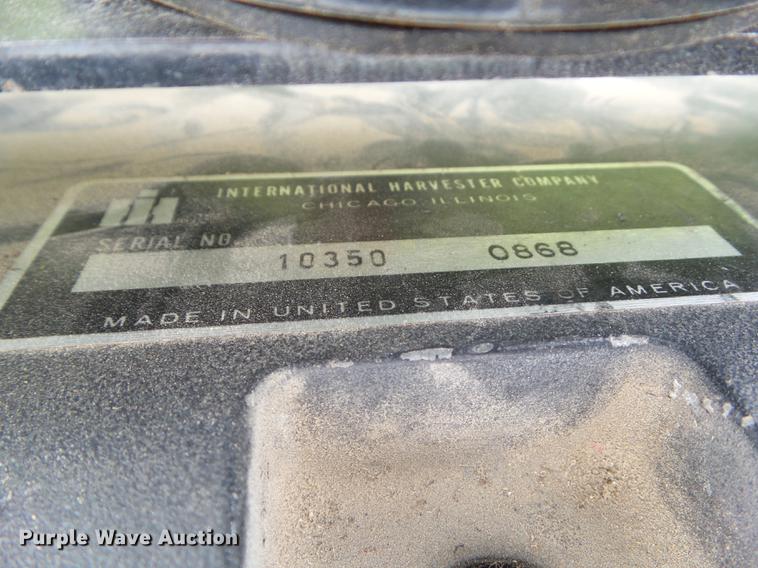 INTERNATIONAL HARVESTER COMPANY
CHICAGO ILLINOIS
SERIAL NO.
10350 0868
MADE IN UNITED STATES OF AMERICA
Purple Wave Auction